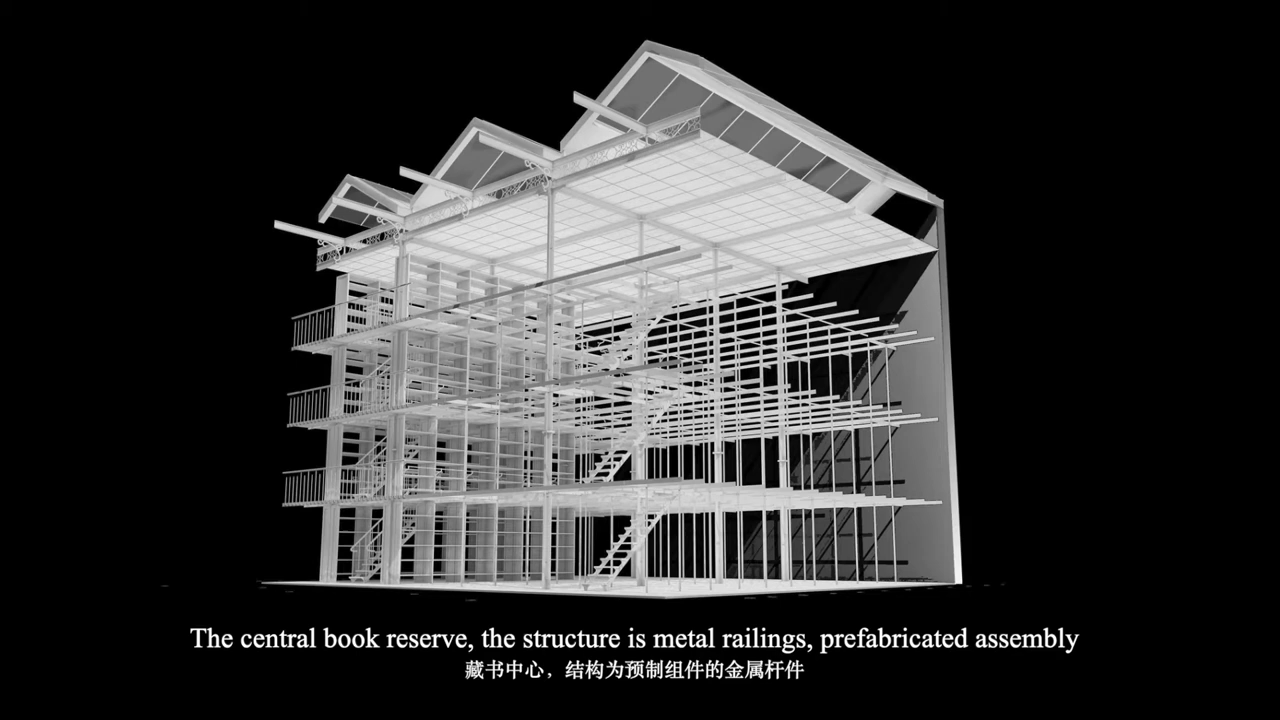 The central book reserve, the structure is metal railings, prefabricated assembly
藏书中心，结构为预制组件的金属杆件